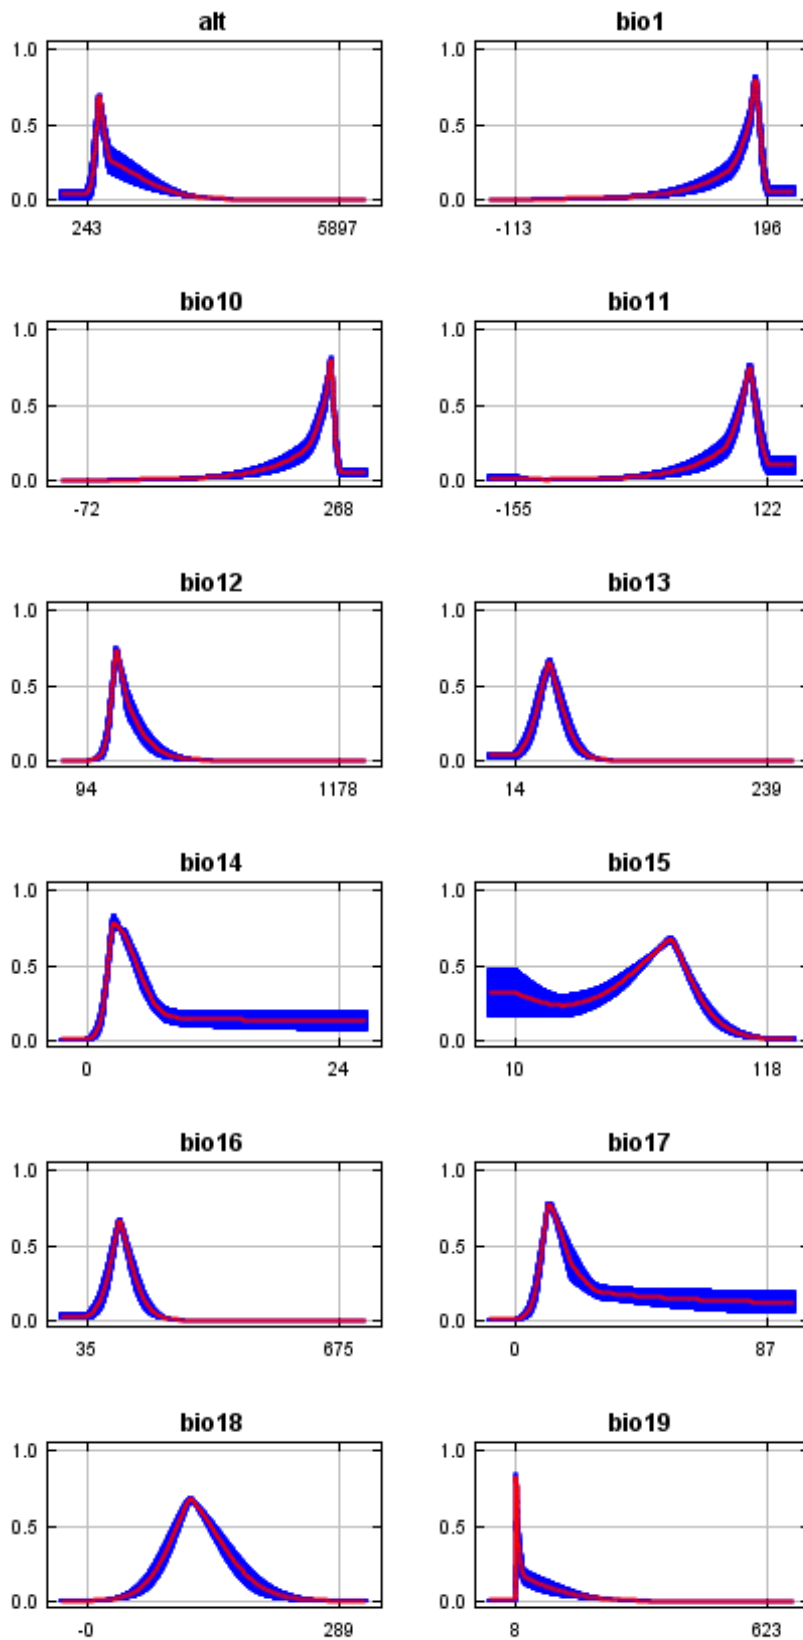 alt bio1
1.0 1.0
0.5 0.5
0.0 0.0
243 5897 -113 196
bio10 bio11
1.0 1.0
0.5 0.5
0.0 0.0
-72 268 -155 122
bio12 bio13
1.0 1.0
0.5 0.5
0.0 0.0
94 1178 14 239
bio14 bio15
1.0 1.0
0.5 0.5
0.0 0.0
0 24 10 118
bio16 bio17
1.0 1.0
0.5 0.5
0.0 0.0
35 675 0 87
bio18 bio19
1.0 1.0
0.5 0.5
0.0 0.0
-0 289 8 623